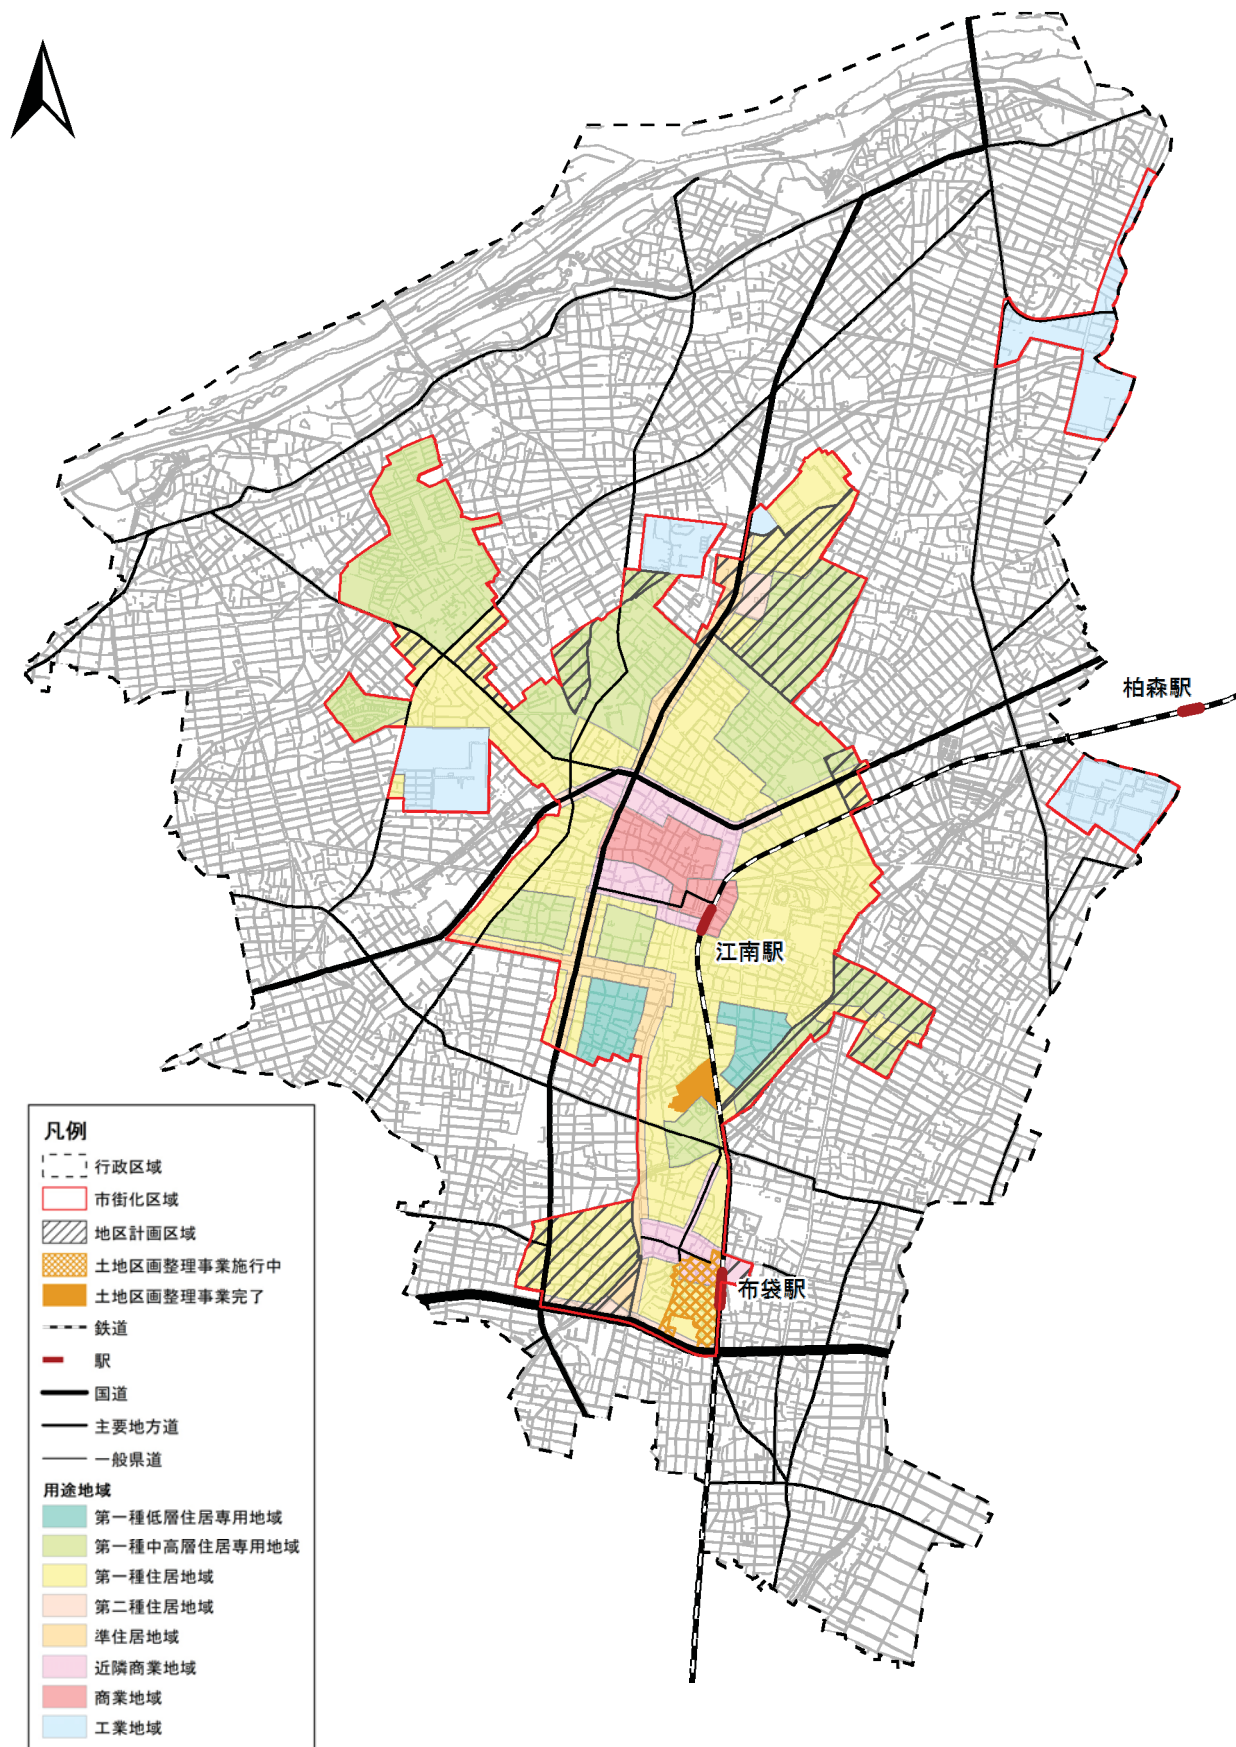 柏森駅
江南駅
布袋駅
凡例
行政区域
市街化区域
地区計画区域
土地区画整理事業施行中
土地区画整理事業完了
鉄道
駅
国道
主要地方道
一般県道
用途地域
第一種低層住居専用地域
第一種中高層住居専用地域
第一種住居地域
第二種住居地域
準住居地域
近隣商業地域
商業地域
工業地域